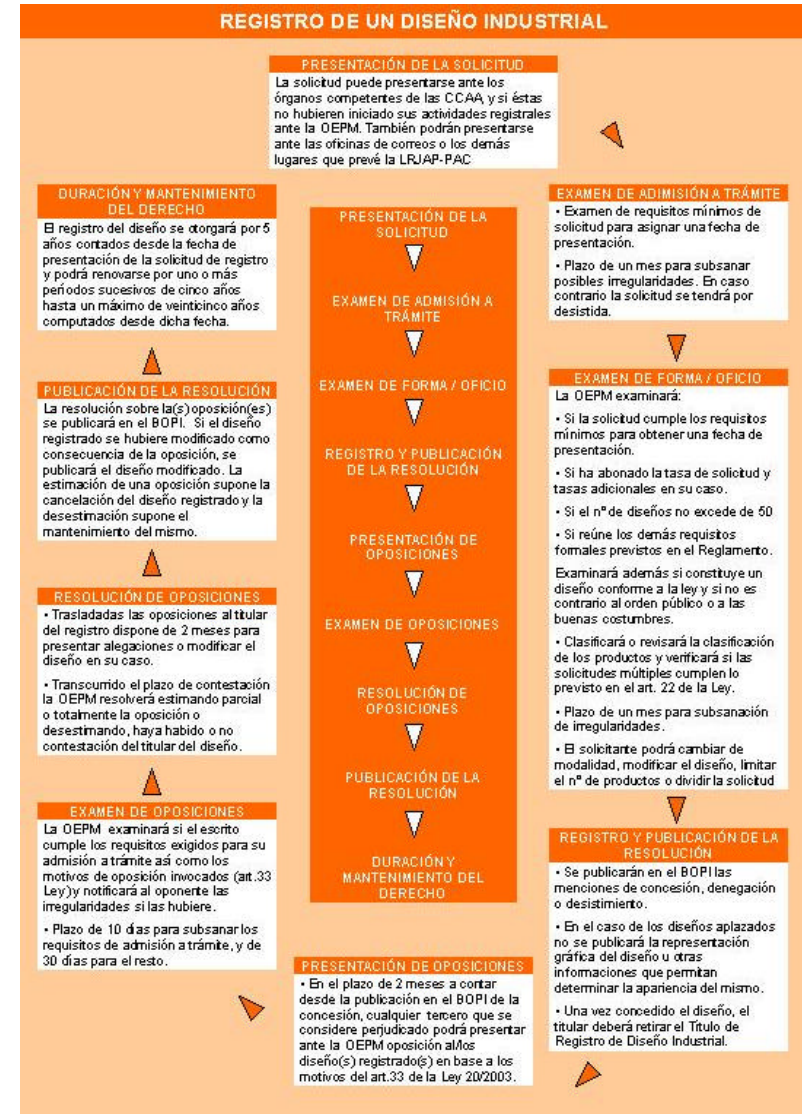 REGISTRO DE UN DISEÑO INDUSTRIAL
PRESENTACIÓN DE LA SOLICITUD
La solicitud puede presentarse ante los
órganos competentes de las CCAA, y si éstas
no hubieren iniciado sus actividades registrales
ante la OEPM. También podrán presentarse
ante las oficinas de correos o los demás
lugares que prevé la LRJAP-PAC
EXAMEN DE ADIMISIÓN A TRÁMITE
• Examen de requisitos mínimos de
solicitud para asignar una fecha de
presentación.
• Plazo de un mes para subsanar
posibles irregularidades. En caso
contrario la solicitud se tendrá por
desistida.
EXAMEN DE FORMA / OFICIO
La OEPM examinará:
• Si la solicitud cumple los requisitos
mínimos para obtener una fecha de
presentación.
• Si ha abonado la tasa de solicitud y
tasas adicionales en su caso.
• Si el nº de diseños no excede de 50
• Si reúne los demás requisitos
formales previstos en el Reglamento.
Examinará además si constituye un
diseño conforme a la ley y si no es
contrario al orden público o a las
buenas costumbres.
• Clasificará o revisará la clasificación
de los productos y verificará si las
solicitudes múltiples cumplen lo
previsto en el art. 22 de la Ley.
• Plazo de un mes para subsanación
de irregularidades.
• El solicitante podrá cambiar de
modalidad, modificar el diseño, limitar
el nº de productos o dividir la solicitud
REGISTRO Y PUBLICACIÓN DE LA
RESOLUCIÓN
• Se publicarán en el BOPI las
menciones de concesión, denegación
o desistimiento.
• En el caso de los diseños aplazados
no se publicará la representación
gráfica del diseño u otras
informaciones que permitan
determinar la apariencia del mismo.
• Una vez concedido el diseño, el
titular deberá retirar el Título de
Registro de Diseño Industrial.
PRESENTACIÓN DE OPOSICIONES
• En el plazo de 2 meses a contar
desde la publicación en el BOPI de la
concesión, cualquier tercero que se
considere perjudicado podrá presentar
ante la OEPM oposición al/los
diseño(s) registrado(s) en base a los
motivos del art.33 de la Ley 20/2003.
EXAMEN DE OPOSICIONES
La OEPM examinará si el escrito
cumple los requisitos exigidos para su
admisión a trámite así como los
motivos de oposición invocados (art.33
Ley) y notificará al oponente las
irregularidades si las hubiere.
• Plazo de 10 días para subsanar los
requisitos de admisión a trámite, y de
30 días para el resto.
RESOLUCIÓN DE OPOSICIONES
• Trasladadas las oposiciones al titular
del registro dispone de 2 meses para
presentar alegaciones o modificar el
diseño en su caso.
• Transcurrido el plazo de contestación
la OEPM resolverá estimando parcial
o totalmente la oposición o
desestimando, haya habido o no
contestación del titular del diseño.
PUBLICACIÓN DE LA RESOLUCIÓN
La resolución sobre la(s) oposición(es)
se publicará en el BOPI. Si el diseño
registrado se hubiere modificado como
consecuencia de la oposición, se
publicará el diseño modificado. La
estimación de una oposición supone la
cancelación del diseño registrado y la
desestimación supone el
mantenimiento del mismo.
DURACIÓN Y MANTENIMIENTO
DEL DERECHO
El registro del diseño se otorgará por 5
años contados desde la fecha de
presentación de la solicitud de registro
y podrá renovarse por uno o más
períodos sucesivos de cinco años
hasta un máximo de veinticinco años
computados desde dicha fecha.
PRESENTACIÓN DE LA
SOLICITUD
EXAMEN DE ADMISIÓN A
TRÁMITE
EXAMEN DE FORMA / OFICIO
REGISTRO Y PUBLICACIÓN
DE LA RESOLUCIÓN
PRESENTACIÓN DE
OPOSICIONES
EXAMEN DE OPOSICIONES
RESOLUCIÓN DE
OPOSICIONES
PUBLICACIÓN DE LA
RESOLUCIÓN
DURACIÓN Y
MANTENIMIENTO DEL
DERECHO